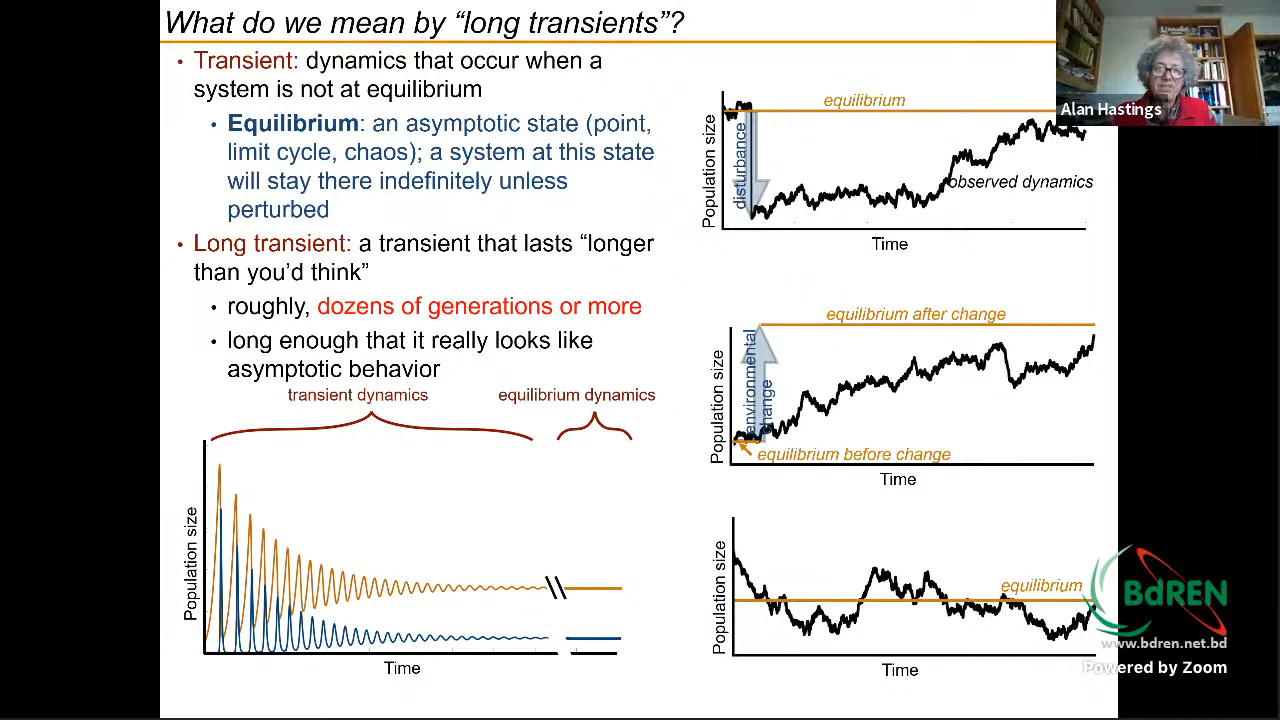 What do we mean by “long transients”?
• Transient: dynamics that occur when a
system is not at equilibrium
• Equilibrium: an asymptotic state (point,
limit cycle, chaos); a system at this state
will stay there indefinitely unless
perturbed
• Long transient: a transient that lasts “longer
than you’d think”
• roughly, dozens of generations or more
• long enough that it really looks like
asymptotic behavior
transient dynamics
equilibrium dynamics
Population size
Time
equilibrium
disturbance
Population size
observed dynamics
Time
equilibrium after change
environmental
change
Population size
equilibrium before change
Time
Population size
equilibrium
Time
Alan Hastings
BdREN
www.bdren.net.bd
Powered by Zoom